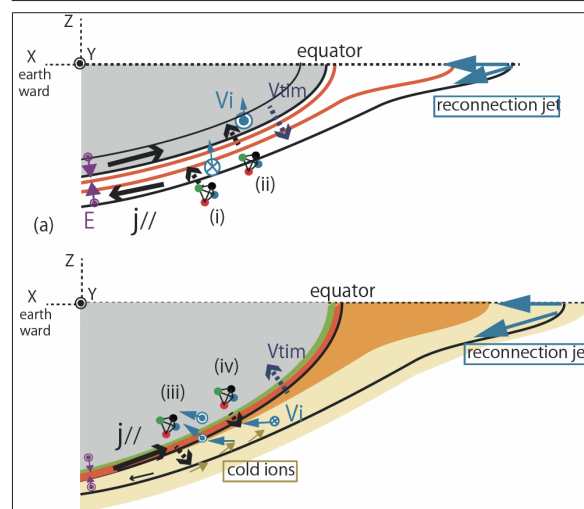 Z
X
Y
earth
ward
equator
Vtim
Vi
reconnection jet
(ii)
(i)
E
j//
(a)
Z
X
Y
earth
ward
equator
Vtim
reconnection je
(iv)
(iii)
Vi
j//
cold ions